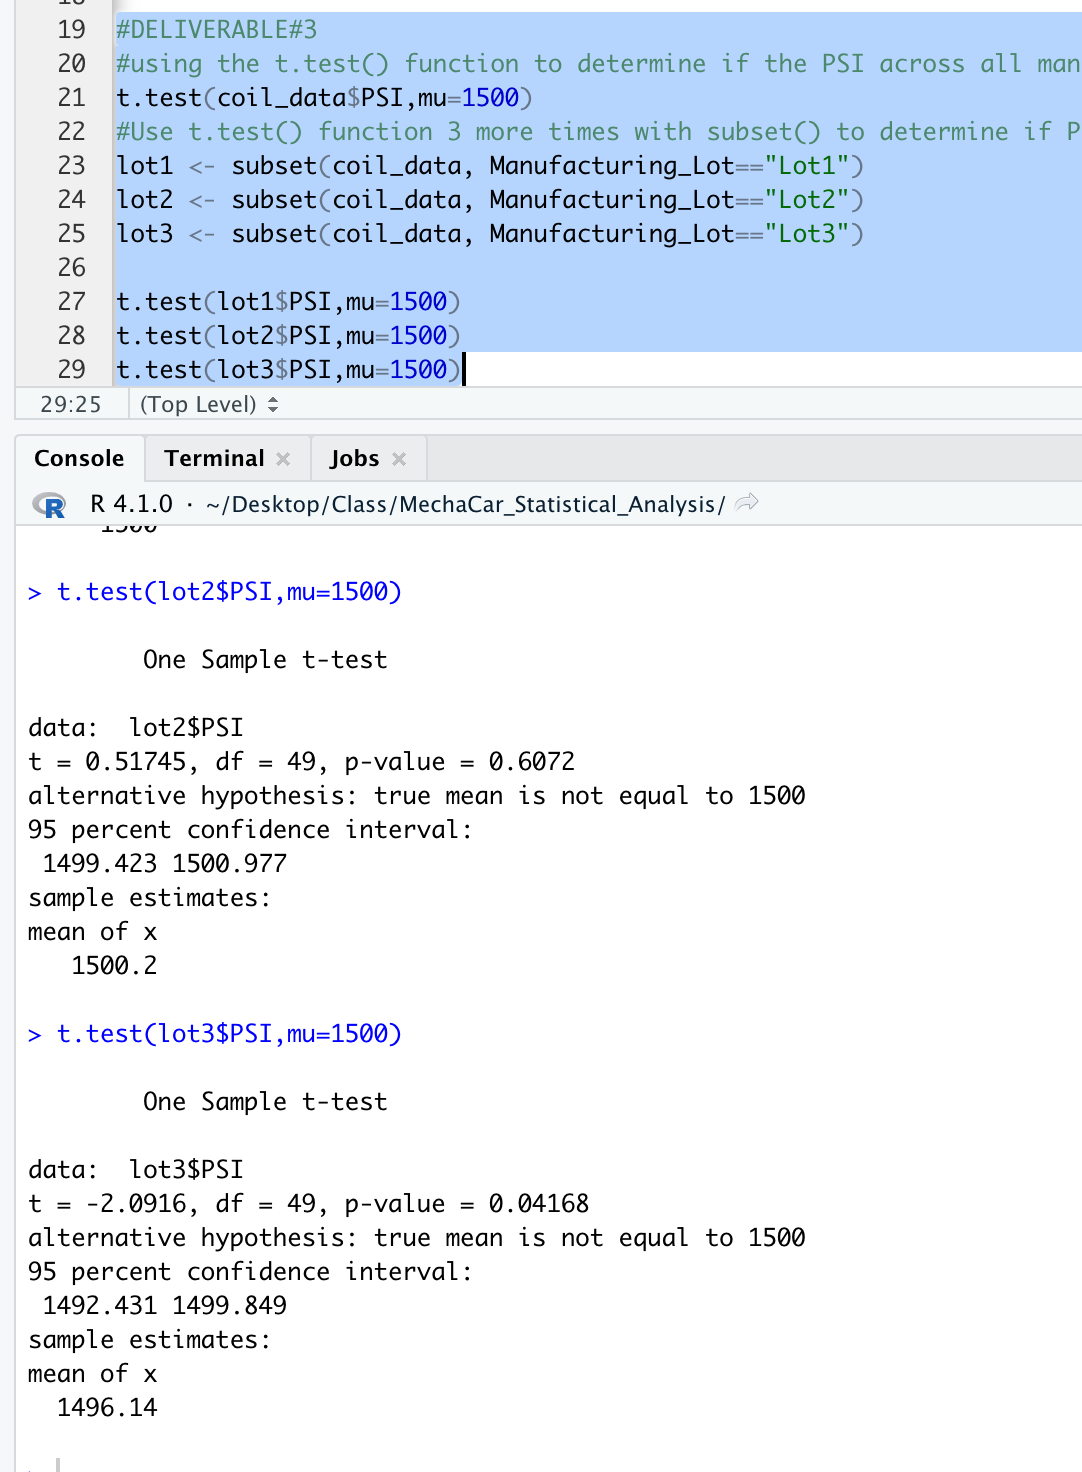 19 #DELIVERABLE#3
20 #using the t.test() function to determine if the PSI across all man
21 t.test(coil_data$PSI,mu=1500)
22 #Use t.test() function 3 more times with subset() to determine if P
23 lot1 <- subset(coil_data, Manufacturing_Lot=="Lot1")
24 lot2 <- subset(coil_data, Manufacturing_Lot=="Lot2")
25 lot3 <- subset(coil_data, Manufacturing_Lot=="Lot3")
26
27 t.test(lot1$PSI,mu=1500)
28 t.test(lot2$PSI,mu=1500)
29 t.test(lot3$PSI,mu=1500)
29:25 (Top Level)
Console Terminal Jobs
R R 4.1.0 · ~/Desktop/Class/MechaCar_Statistical_Analysis/
1500
> t.test(lot2$PSI,mu=1500)
One Sample t-test
data: lot2$PSI
t = 0.51745, df = 49, p-value = 0.6072
alternative hypothesis: true mean is not equal to 1500
95 percent confidence interval:
1499.423 1500.977
sample estimates:
mean of x
1500.2
> t.test(lot3$PSI,mu=1500)
One Sample t-test
data: lot3$PSI
t = -2.0916, df = 49, p-value = 0.04168
alternative hypothesis: true mean is not equal to 1500
95 percent confidence interval:
1492.431 1499.849
sample estimates:
mean of x
1496.14